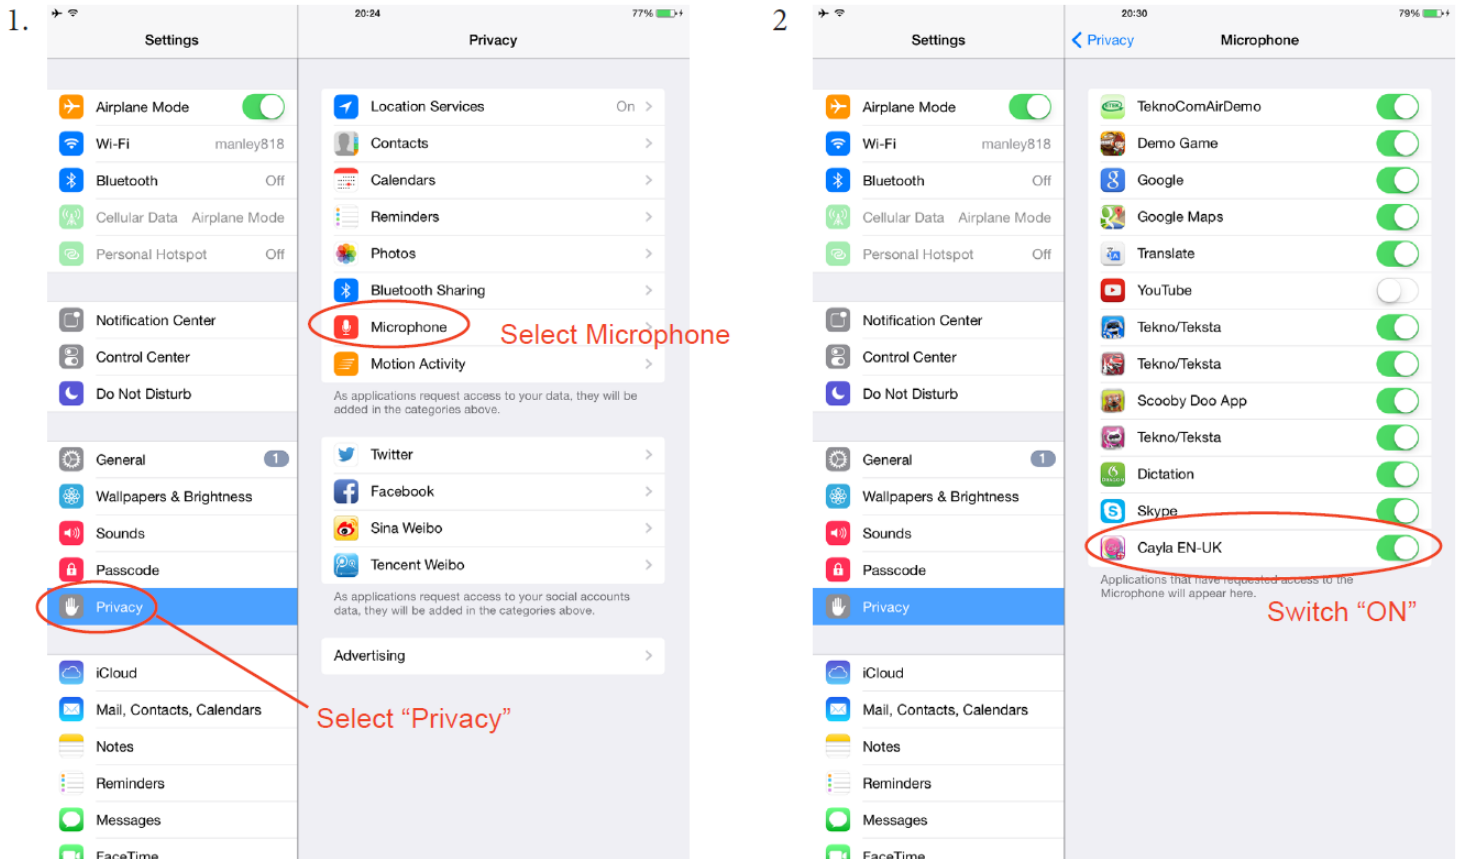 1.
20:24
77%
Settings
Privacy
Airplane Mode
Wi-Fi manley818
Bluetooth Off
Cellular Data Airplane Mode
Personal Hotspot Off
Notification Center
Control Center
Do Not Disturb
General 1
Wallpapers & Brightness
Sounds
Passcode
Privacy
iCloud
Mail, Contacts, Calendars
Notes
Reminders
Messages
FaceTime
Location Services On
Contacts
Calendars
Reminders
Photos
Bluetooth Sharing
Microphone
Select Microphone
Motion Activity
As applications request access to your data, they will be
added in the categories above.
Twitter
Facebook
Sina Weibo
Tencent Weibo
As applications request access to your social accounts
data, they will be added in the categories above.
Advertising
Select “Privacy”
2
20:30
79%
Settings
Privacy
Microphone
Airplane Mode
Wi-Fi manley818
Bluetooth Off
Cellular Data Airplane Mode
Personal Hotspot Off
Notification Center
Control Center
Do Not Disturb
General 1
Wallpapers & Brightness
Sounds
Passcode
Privacy
iCloud
Mail, Contacts, Calendars
Notes
Reminders
Messages
FaceTime
TeknoComAirDemo
Demo Game
Google
Google Maps
Translate
YouTube
Tekno/Teksta
Tekno/Teksta
Scooby Doo App
Tekno/Teksta
Dictation
Skype
Cayla EN-UK
Applications that have requested access to the
Microphone will appear here.
Switch “ON”